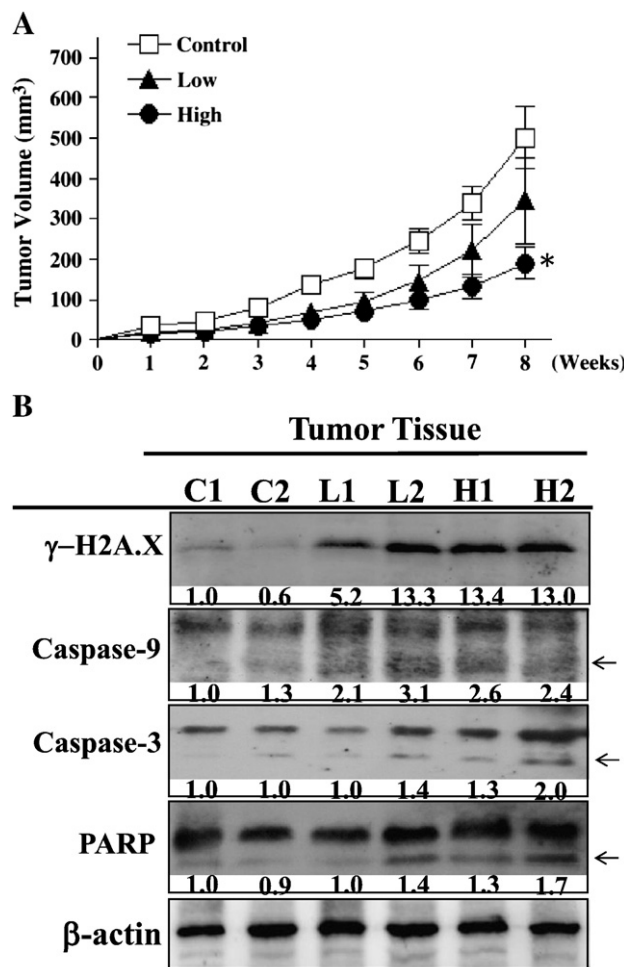 A
Control
Low
High
Tumor Volume (mm³)
700
600
500
400
300
200
100
0 1 2 3 4 5 6 7 8 (Weeks)
*
B
Tumor Tissue
C1 C2 L1 L2 H1 H2
γ–H2A.X
1.0 0.6 5.2 13.3 13.4 13.0
Caspase-9 ←
1.0 1.3 2.1 3.1 2.6 2.4
Caspase-3 ←
1.0 1.0 1.0 1.4 1.3 2.0
PARP ←
1.0 0.9 1.0 1.4 1.3 1.7
β-actin